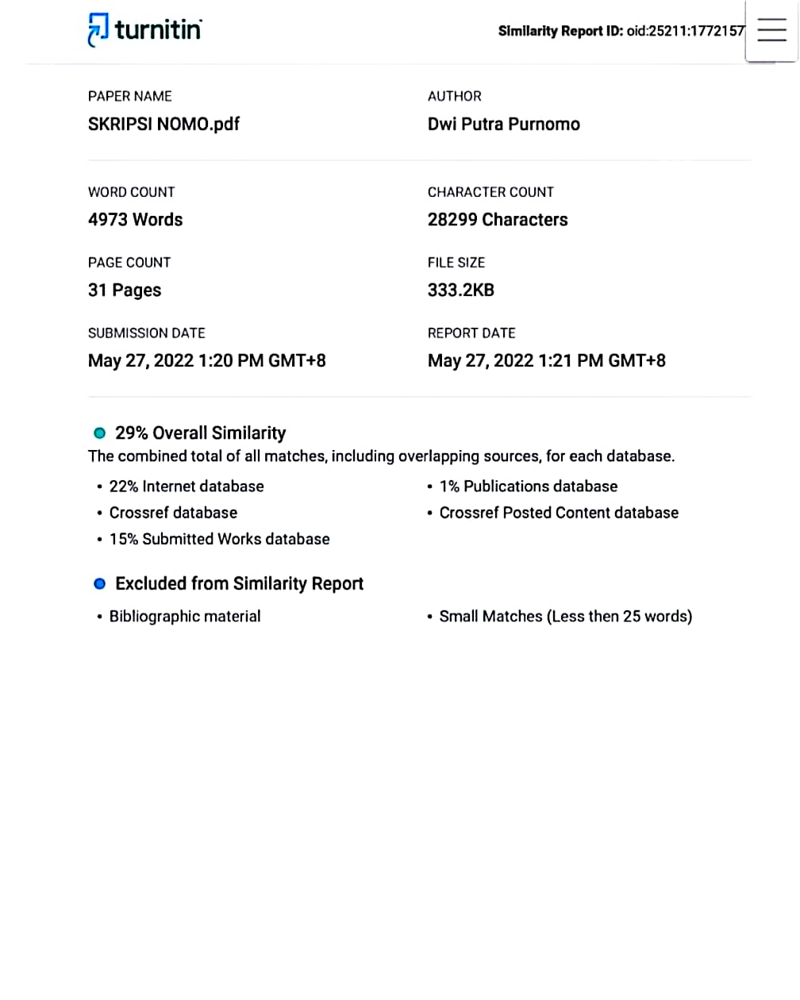 turnitin
Similarity Report ID: oid:25211:1772157
PAPER NAME
AUTHOR
SKRIPSI NOMO.pdf
Dwi Putra Purnomo
WORD COUNT
CHARACTER COUNT
4973 Words
28299 Characters
PAGE COUNT
FILE SIZE
31 Pages
333.2KB
SUBMISSION DATE
REPORT DATE
May 27, 2022 1:20 PM GMT+8
May 27, 2022 1:21 PM GMT+8
29% Overall Similarity
The combined total of all matches, including overlapping sources, for each database.
• 22% Internet database
• 1% Publications database
• Crossref database
• Crossref Posted Content database
• 15% Submitted Works database
Excluded from Similarity Report
• Bibliographic material
• Small Matches (Less then 25 words)